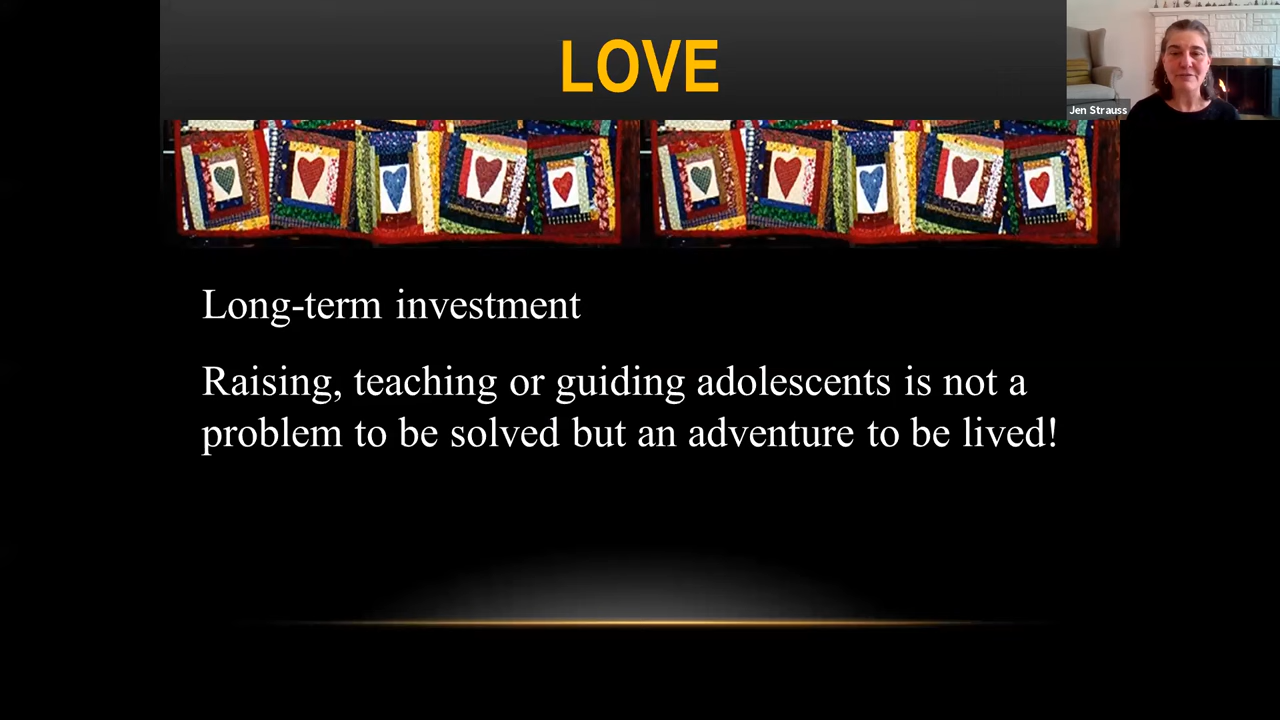 LOVE
Jen Strauss
Long-term investment
Raising, teaching or guiding adolescents is not a
problem to be solved but an adventure to be lived!